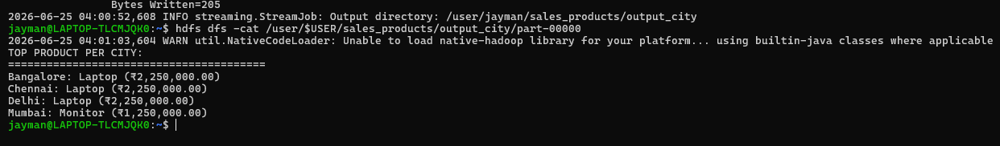 Bytes Written=205
2026-06-25 04:00:52,608 INFO streaming.StreamJob: Output directory: /user/jayman/sales_products/output_city
jayman@LAPTOP-TLCMJQK0:~$ hdfs dfs -cat /user/$USER/sales_products/output_city/part-00000
2026-06-25 04:01:03,604 WARN util.NativeCodeLoader: Unable to load native-hadoop library for your platform... using builtin-java classes where applicable
TOP PRODUCT PER CITY:
========================================
Bangalore: Laptop (₹2,250,000.00)
Chennai: Laptop (₹2,250,000.00)
Delhi: Laptop (₹2,250,000.00)
Mumbai: Monitor (₹1,250,000.00)
jayman@LAPTOP-TLCMJQK0:~$